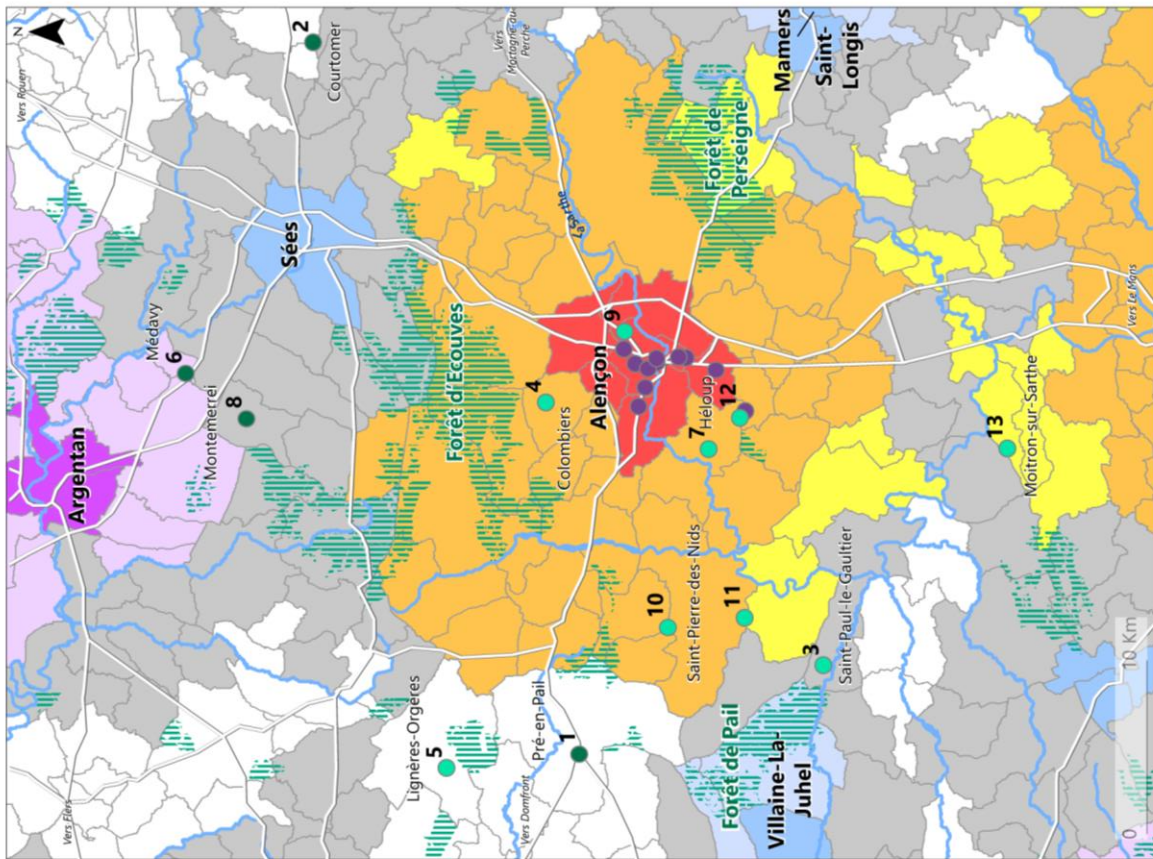 N
Vers Rouen
Vers Flers
Argentan
Médavy
6
2
Montemerrei
8
Sées
Courtomer
Lignères-Orgères
5
Forêt d'Ecouves
Vers
Mortagne-du-
Perche
4
Colombiers
Pré-en-Pail
1
Vers Domfront
La Sarthe
Alençon
9
10
Saint-Pierre-des-Nids
7
Héloup
12
Forêt de
Perseigne
Forêt de Pail
11
Villaine-La-
Juhel
3
Saint-Paul-le-Gaultier
Mamers
Saint-
Longis
13
Moitron-sur-Sarthe
0
10 Km
Vers Le Mans